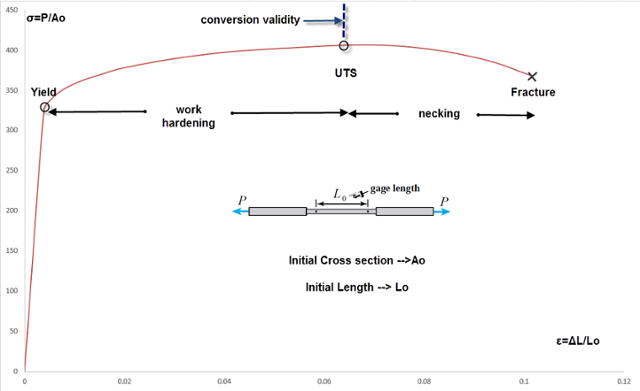 450
σ=P/Ao
conversion validity
400
UTS
350
Yield
Fracture
work
hardening
necking
300
250
L₀
gage length
P
P
200
150
Initial Cross section -->Ao
Initial Length --> Lo
100
50
ε=ΔL/Lo
0
0
0.02
0.04
0.06
0.08
0.1
0.12